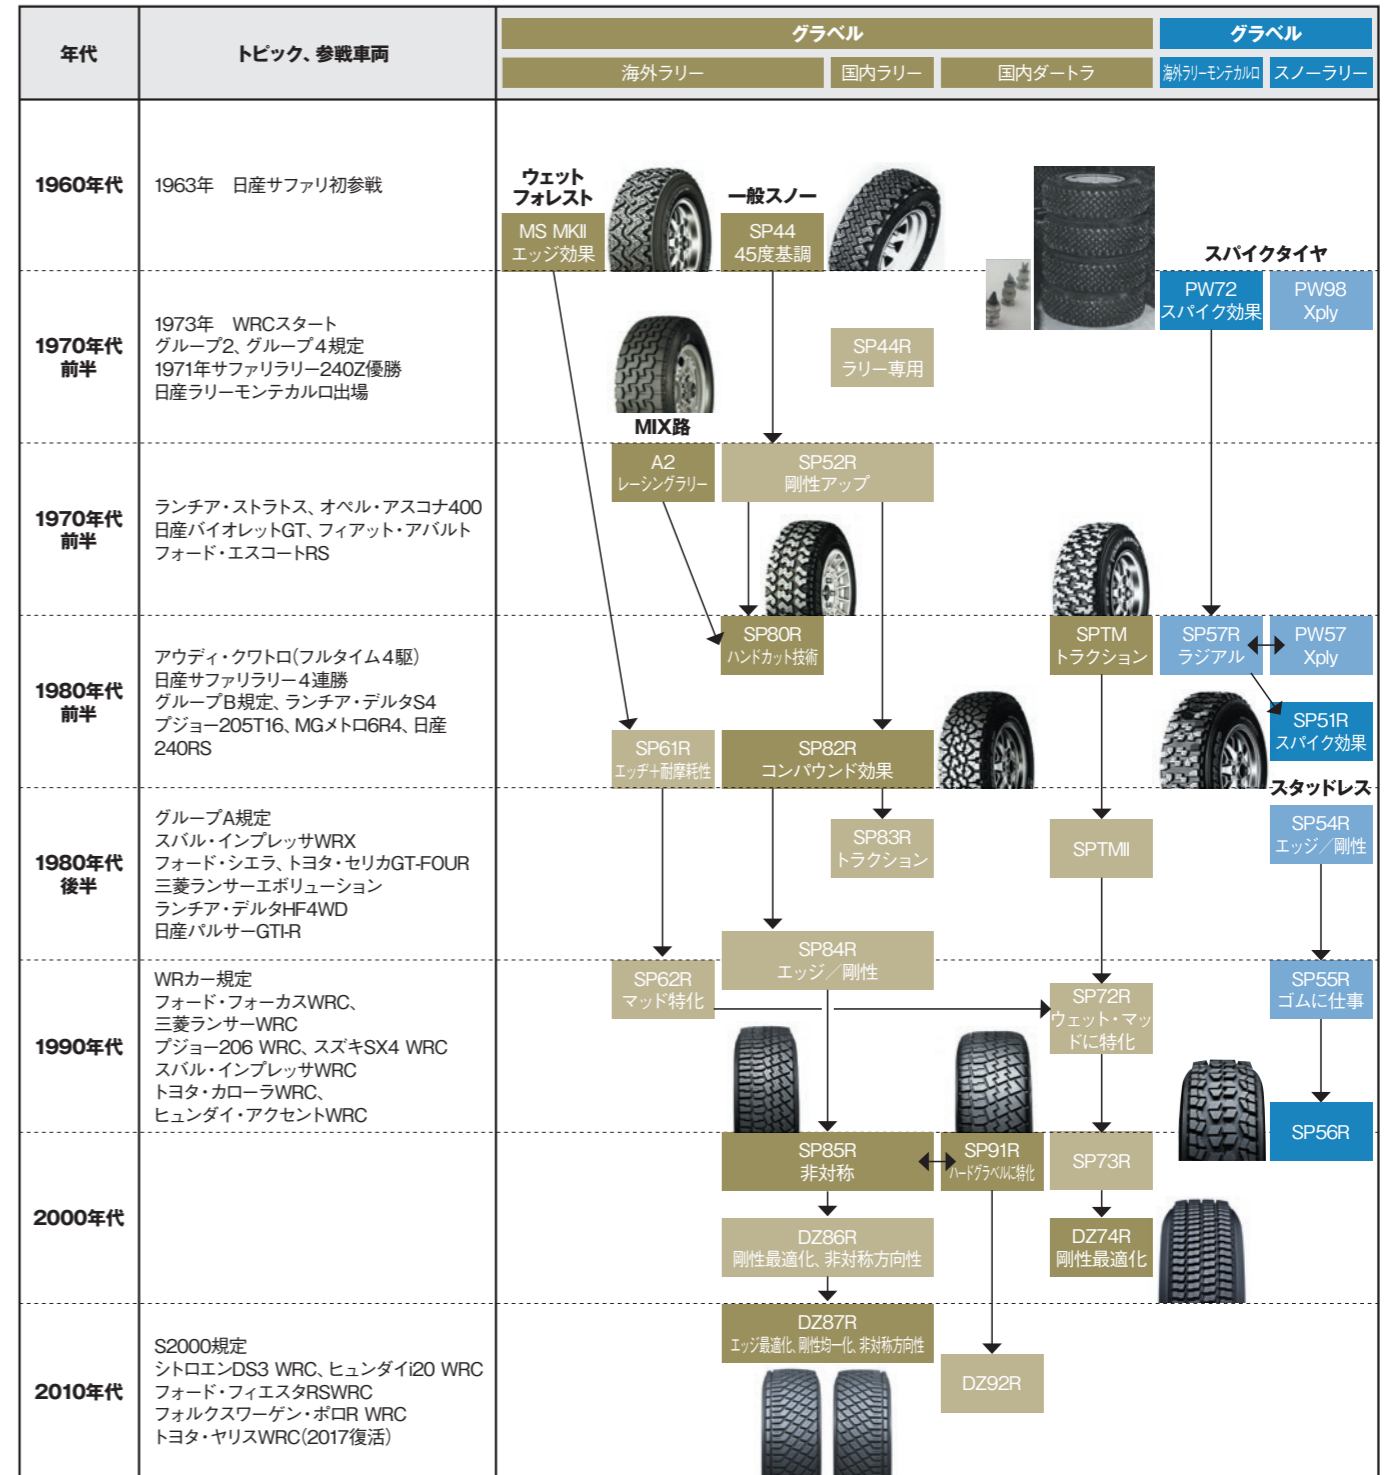 年代
トピック、参戦車両
グラベル
グラベル
海外ラリー
国内ラリー
国内ダートラ
海外ラリーモンテカルロ
スノーラリー
1960年代
1963年　日産サファリ初参戦
ウェット
フォレスト
MS MKII
エッジ効果
一般スノー
SP44
45度基調
スパイクタイヤ
PW72
スパイク効果
PW98
Xply
1970年代
前半
1973年　WRCスタート
グループ2、グループ4規定
1971年サファリラリー240Z優勝
日産ラリーモンテカルロ出場
SP44R
ラリー専用
MIX路
A2
レーシングラリー
SP52R
剛性アップ
1970年代
前半
ランチア・ストラトス、オペル・アスコナ400
日産バイオレットGT、フィアット・アバルト
フォード・エスコートRS
SP80R
ハンドカット技術
SPTM
トラクション
SP57R
ラジアル
PW57
Xply
1980年代
前半
アウディ・クワトロ(フルタイム4駆)
日産サファリラリー4連勝
グループB規定、ランチア・デルタS4
プジョー205T16、MGメトロ6R4、日産
240RS
SP51R
スパイク効果
SP61R
エッヂ＋耐摩耗性
SP82R
コンパウンド効果
スタッドレス
1980年代
後半
グループA規定
スバル・インプレッサWRX
フォード・シエラ、トヨタ・セリカGT-FOUR
三菱ランサーエボリューション
ランチア・デルタHF4WD
日産パルサーGTI-R
SP83R
トラクション
SPTMII
SP54R
エッジ／剛性
SP84R
エッジ／剛性
1990年代
WRカー規定
フォード・フォーカスWRC、
三菱ランサーWRC
プジョー206 WRC、スズキSX4 WRC
スバル・インプレッサWRC
トヨタ・カローラWRC、
ヒュンダイ・アクセントWRC
SP62R
マッド特化
SP72R
ウェット・マッ
ドに特化
SP55R
ゴムに仕事
SP56R
SP85R
非対称
SP91R
ハードグラベルに特化
SP73R
2000年代
DZ86R
剛性最適化、非対称方向性
DZ74R
剛性最適化
DZ87R
エッジ最適化、剛性均一化、非対称方向性
2010年代
S2000規定
シトロエンDS3 WRC、ヒュンダイi20 WRC
フォード・フィエスタRSWRC
フォルクスワーゲン・ポロR WRC
トヨタ・ヤリスWRC(2017復活)
DZ92R